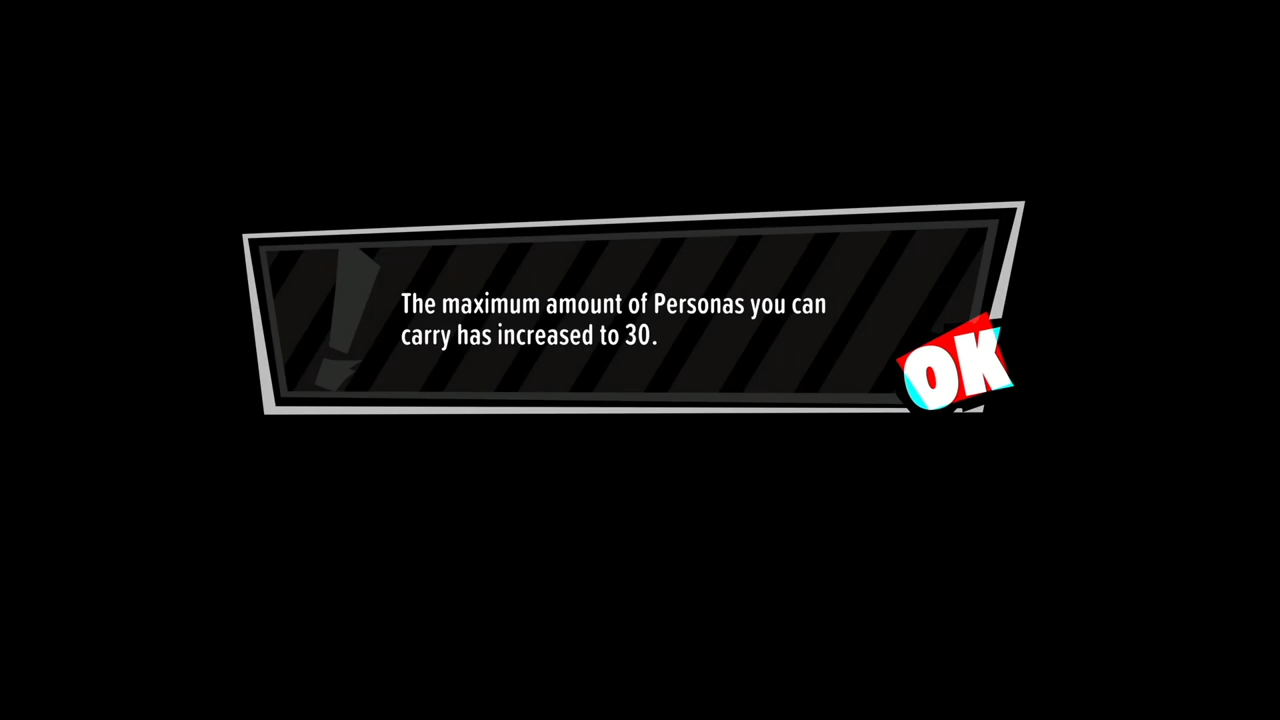 The maximum amount of Personas you can
carry has increased to 30.
OK